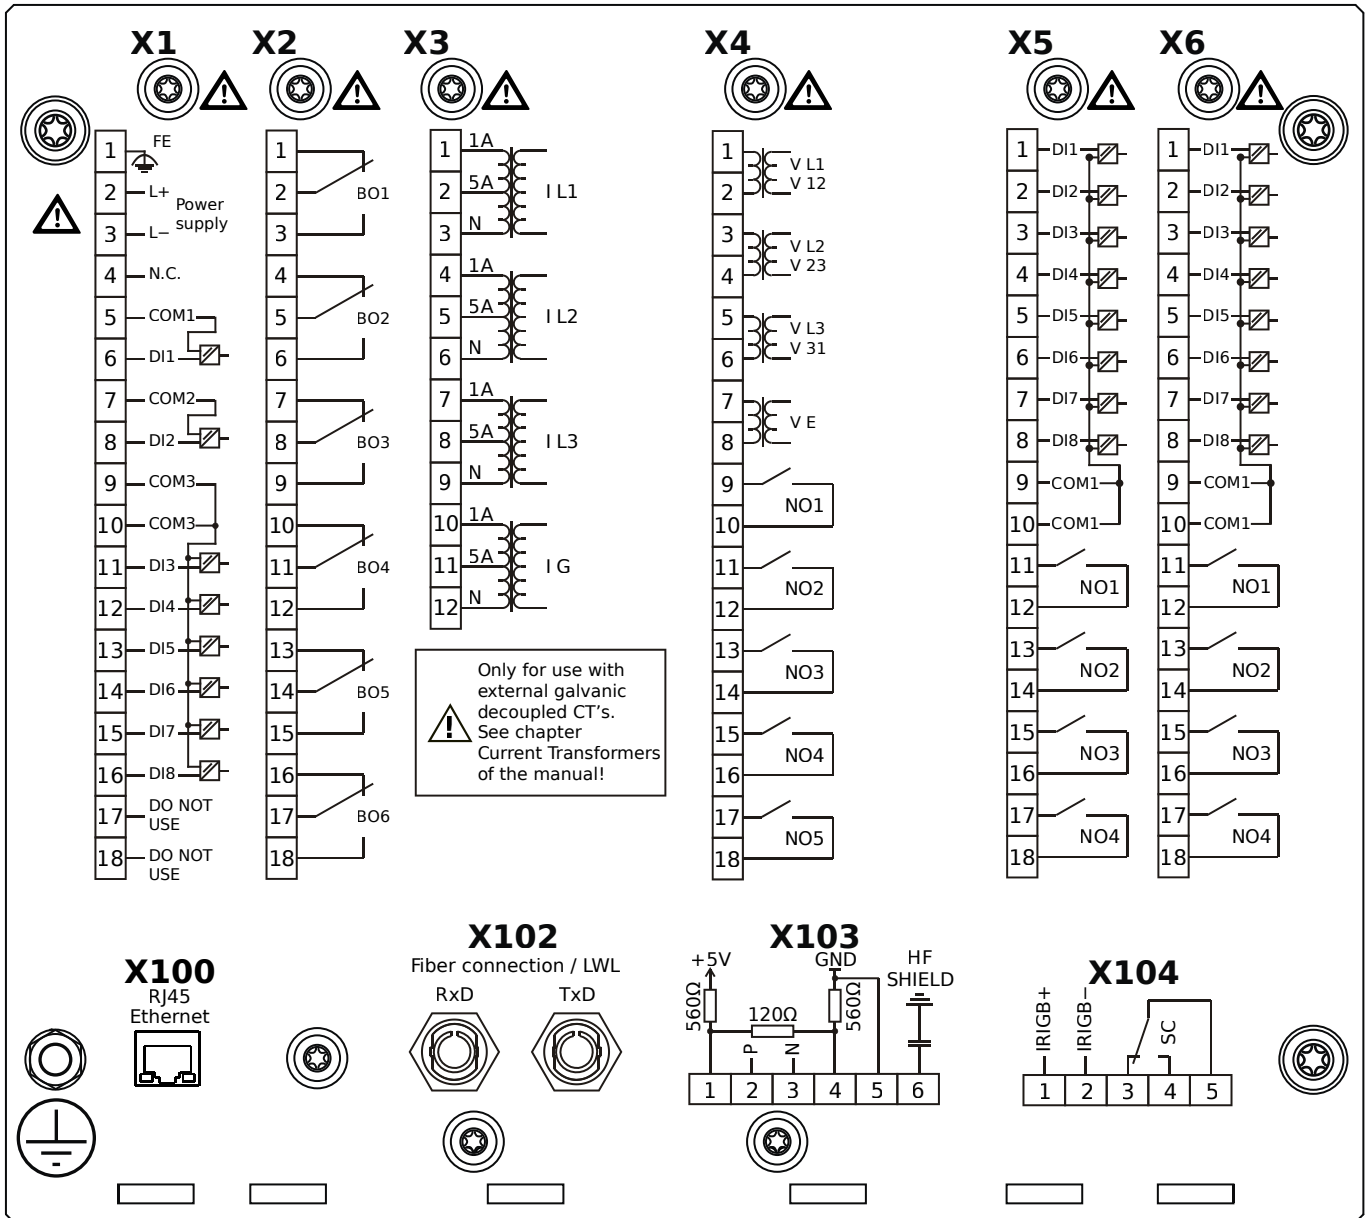 X1
1 FE
2 L+
Power
supply
3 L−
4 N.C.
5 COM1
6 DI1
7 COM2
8 DI2
9 COM3
10 COM3
11 DI3
12 DI4
13 DI5
14 DI6
15 DI7
16 DI8
17 DO NOT
USE
18 DO NOT
USE
X2
1
2 BO1
3
4
5 BO2
6
7
8 BO3
9
10
11 BO4
12
13
14 BO5
15
16
17 BO6
18
X3
1 1A
2 5A I L1
3 N
4 1A
5 5A I L2
6 N
7 1A
8 5A I L3
9 N
10 1A
11 5A I G
12 N
Only for use with
external galvanic
decoupled CT's.
See chapter
Current Transformers
of the manual!
X4
1 V L1
2 V 12
3 V L2
4 V 23
5 V L3
6 V 31
7 V E
8
9 NO1
10
11 NO2
12
13 NO3
14
15 NO4
16
17 NO5
18
X5
1 DI1
2 DI2
3 DI3
4 DI4
5 DI5
6 DI6
7 DI7
8 DI8
9 COM1
10 COM1
11 NO1
12
13 NO2
14
15 NO3
16
17 NO4
18
X6
1 DI1
2 DI2
3 DI3
4 DI4
5 DI5
6 DI6
7 DI7
8 DI8
9 COM1
10 COM1
11 NO1
12
13 NO2
14
15 NO3
16
17 NO4
18
X100
RJ45
Ethernet
X102
Fiber connection / LWL
RxD TxD
X103
+5V GND HF
SHIELD
560Ω 120Ω 560Ω
P N
1 2 3 4 5 6
X104
IRIGB+ IRIGB− SC
1 2 3 4 5